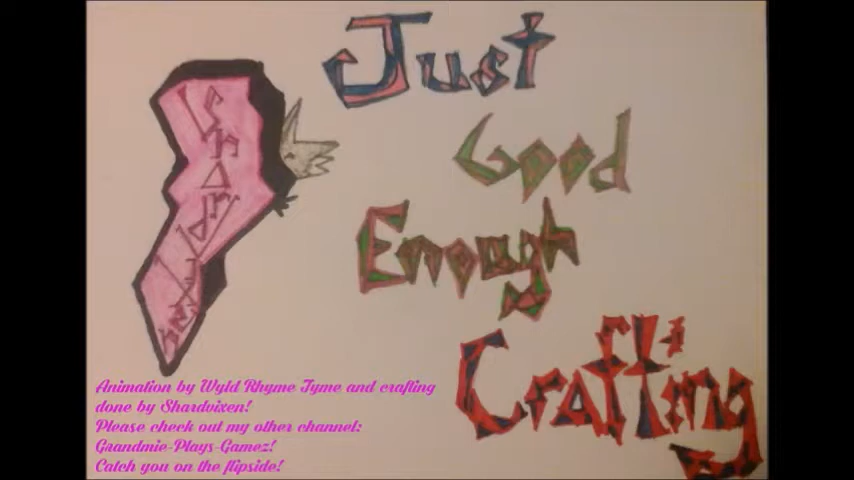 Just
Good
Enough
Crafting
ShardVixen
Animation by Wyld Rhyme Tyme and crafting
done by Shardvixen!
Please check out my other channel:
Grandmie-Plays-Gamez!
Catch you on the flipside!